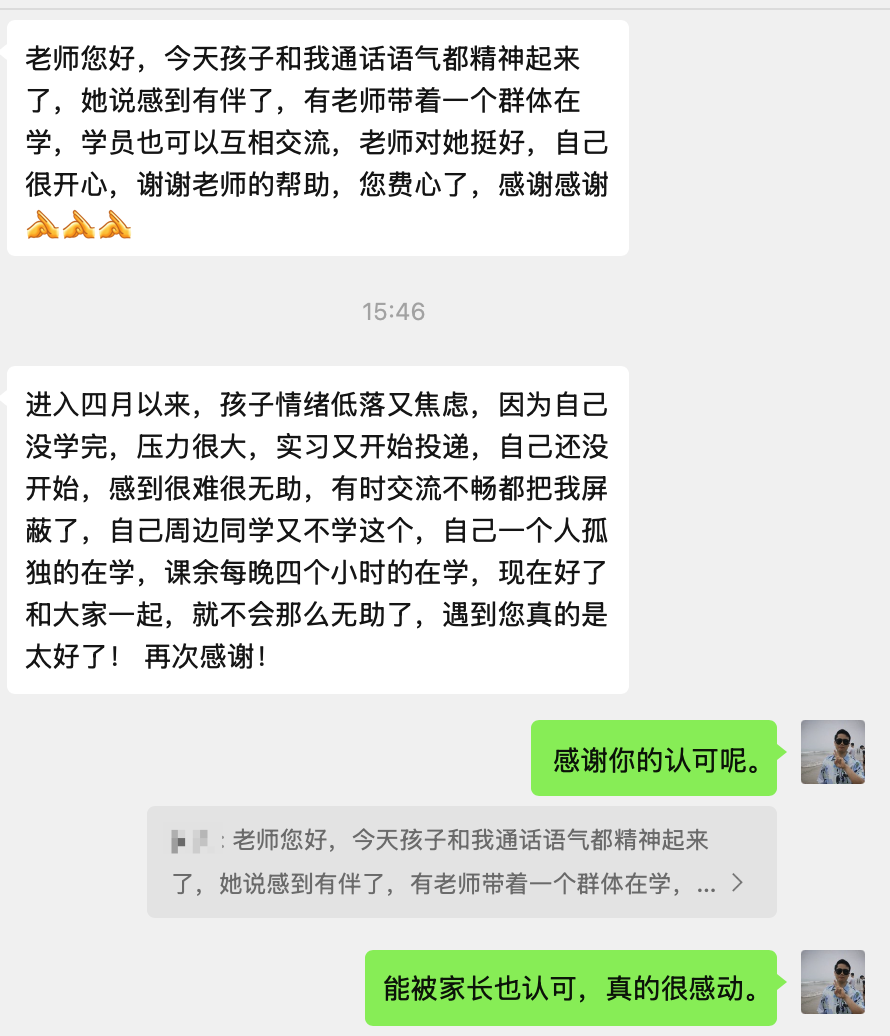 老师您好，今天孩子和我通话语气都精神起来
了，她说感到有伴了，有老师带着一个群体在
学，学员也可以互相交流，老师对她挺好，自己
很开心，谢谢老师的帮助，您费心了，感谢感谢
🙏🙏🙏
15:46
进入四月以来，孩子情绪低落又焦虑，因为自己
没学完，压力很大，实习又开始投递，自己还没
开始，感到很难很无助，有时交流不畅都把我屏
蔽了，自己周边同学又不学这个，自己一个人孤
独的在学，课余每晚四个小时的在学，现在好了
和大家一起，就不会那么无助了，遇到您真的是
太好了！ 再次感谢！
感谢你的认可呢。
: 老师您好，今天孩子和我通话语气都精神起来
了，她说感到有伴了，有老师带着一个群体在学，...
能被家长也认可，真的很感动。